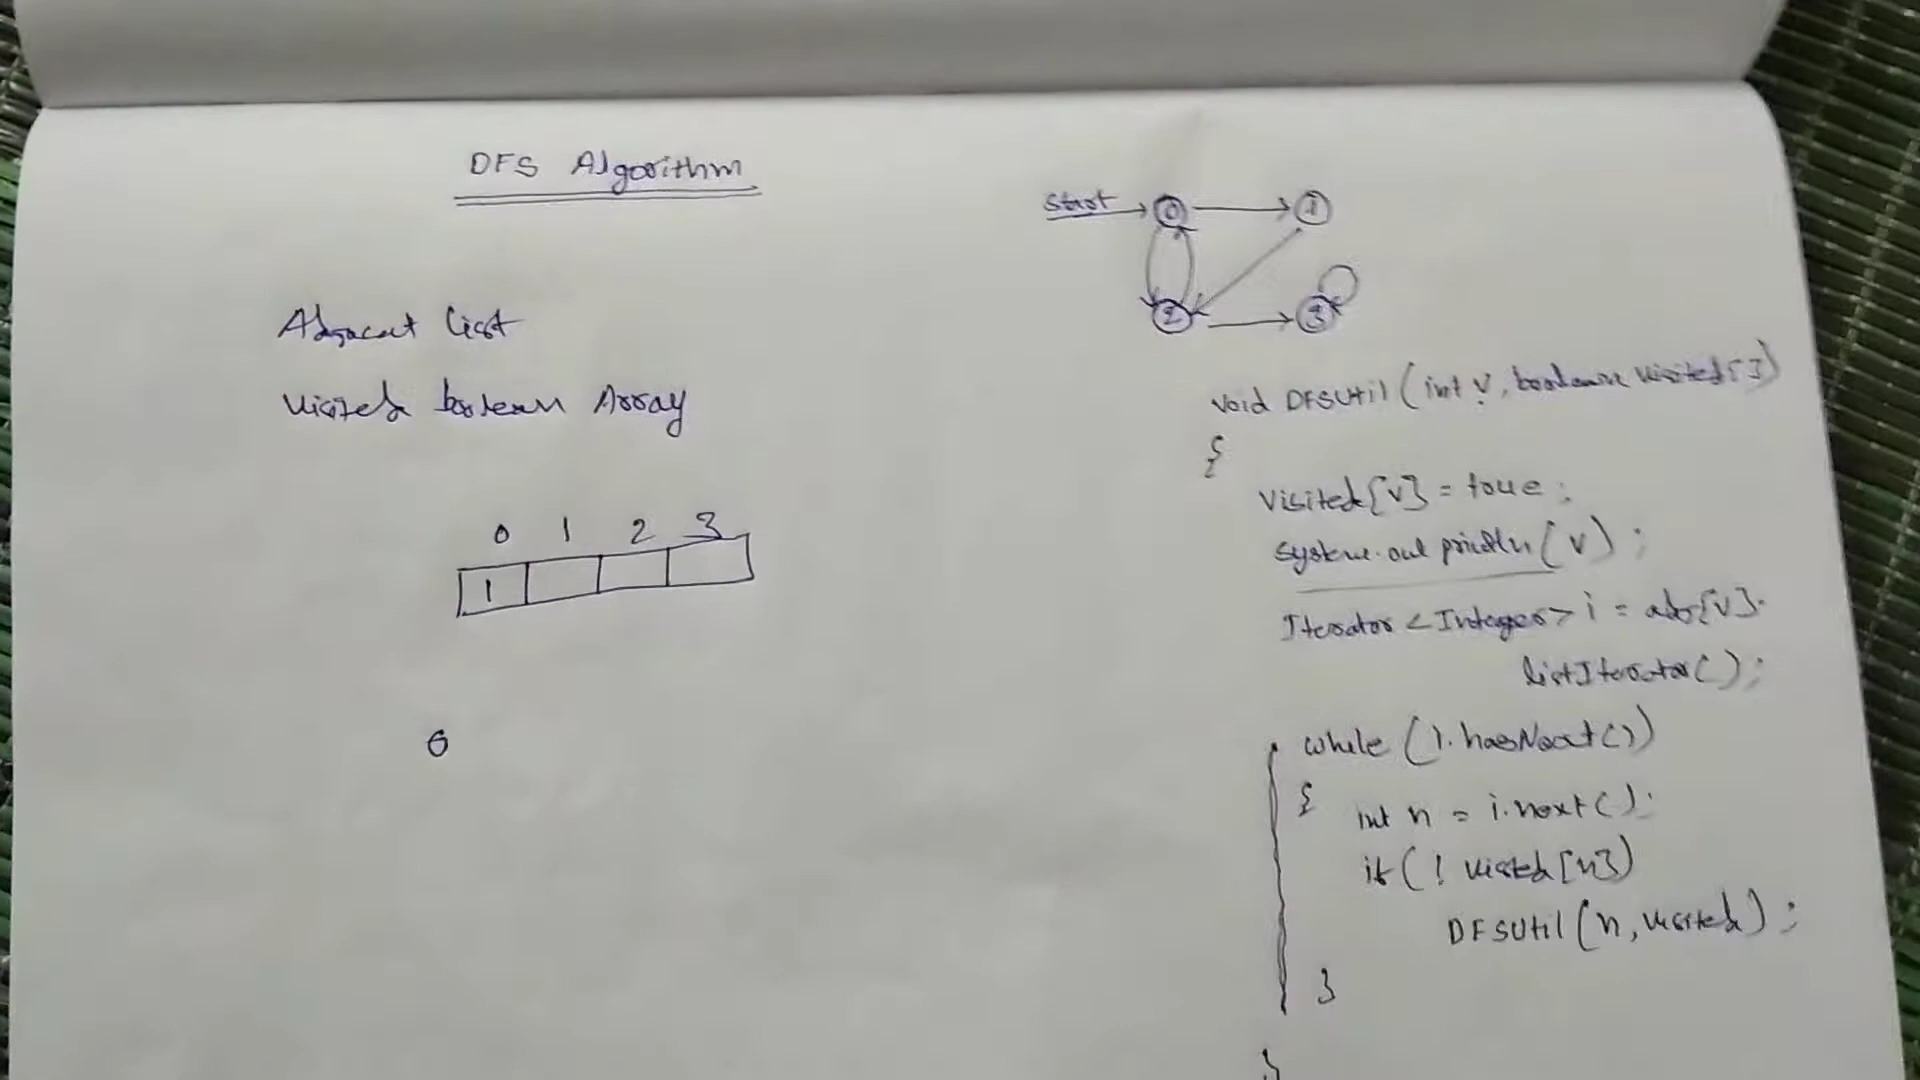 DFS Algorithm
Start
0
1
2
3
Adjacent list
Visited boolean Array
0 1 2 3
1
0
void DFSUtil (int v, boolean visited[])
{
Visited[v] = true;
System.out println(v);
Iterator <Integer> i = adj[v].
listIterator();
while (i.hasNext())
{
int n = i.next();
if (! visited[n])
DFSUtil(n, visited);
}
}